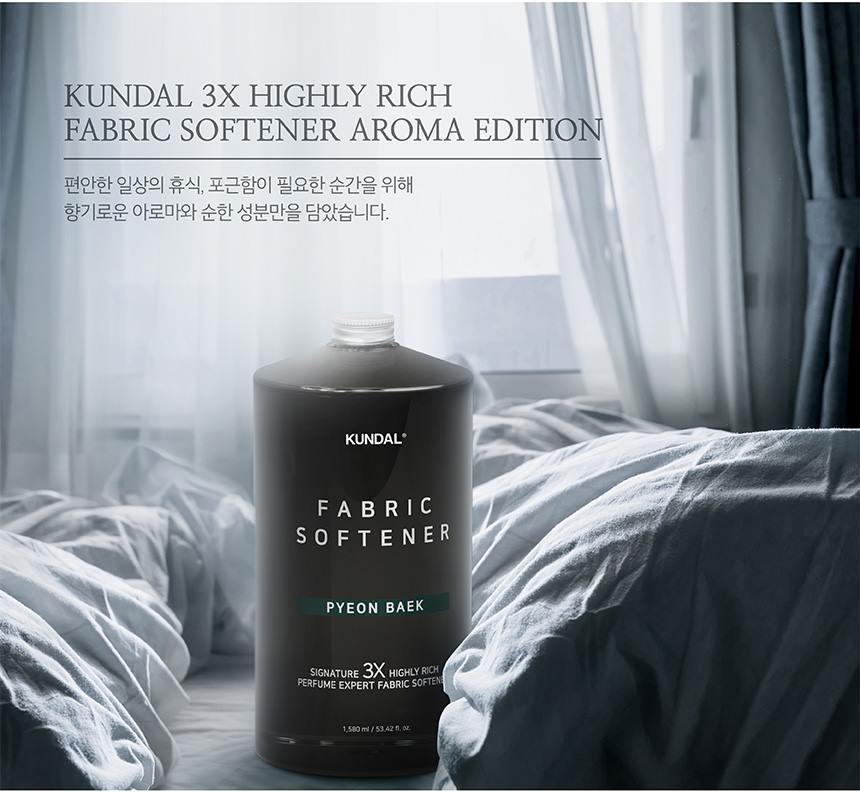 KUNDAL 3X HIGHLY RICH
FABRIC SOFTENER AROMA EDITION
편안한 일상의 휴식, 포근함이 필요한 순간을 위해
향기로운 아로마와 순한 성분만을 담았습니다.
KUNDAL®
FABRIC
SOFTENER
PYEON BAEK
SIGNATURE 3X HIGHLY RICH
PERFUME EXPERT FABRIC SOFTENE
1,580 ml / 53.42 fl. oz.